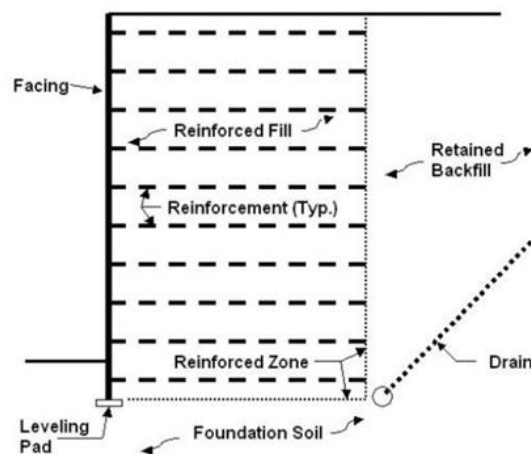 Facing
Reinforced Fill
Retained
Backfill
Reinforcement (Typ.)
Reinforced Zone
Drain
Leveling
Pad
Foundation Soil